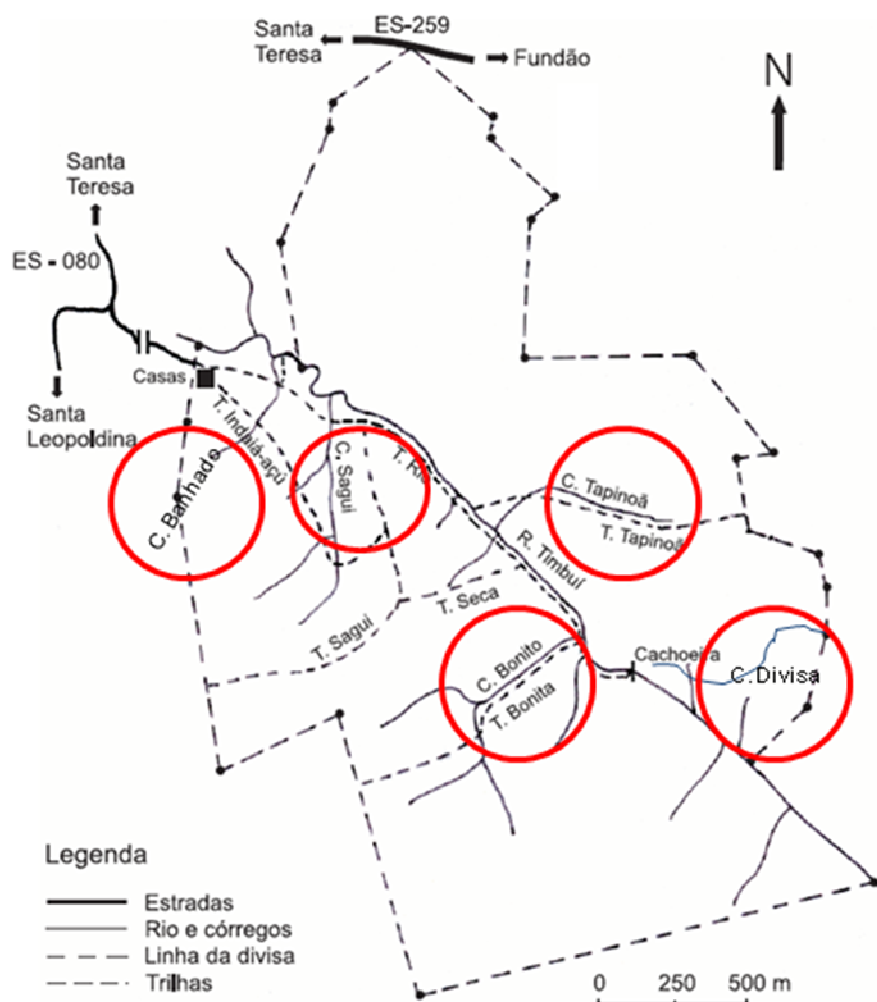 Santa
Teresa
ES-259
Fundão
N
Santa
Teresa
ES - 080
Casas
Santa
Leopoldina
T. Indaiá-açú
C. Banhado
C. Sagui
T. Rio
C. Tapinoã
T. Tapinoã
R. Timbuí
T. Seca
T. Sagui
C. Bonito
T. Bonita
Cachoeira
C. Divisa
Legenda
Estradas
Rio e córregos
Linha da divisa
Trilhas
0 250 500 m